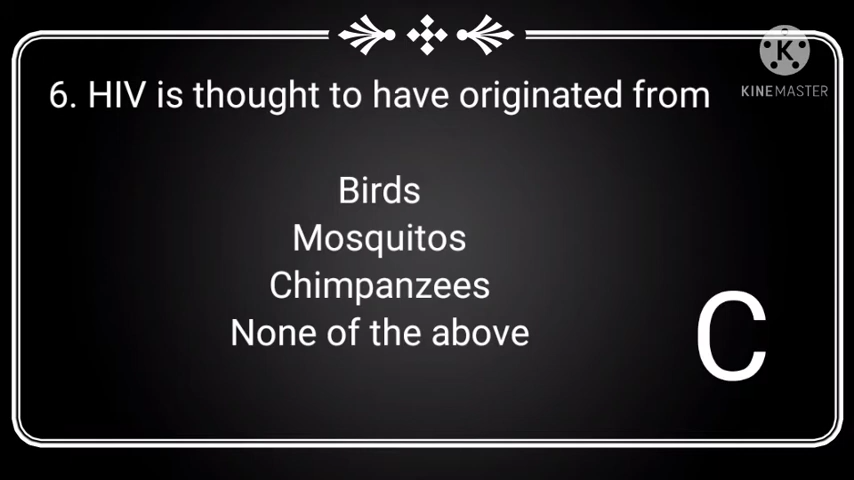 6. HIV is thought to have originated from
K
KINEMASTER
Birds
Mosquitos
Chimpanzees
None of the above
C